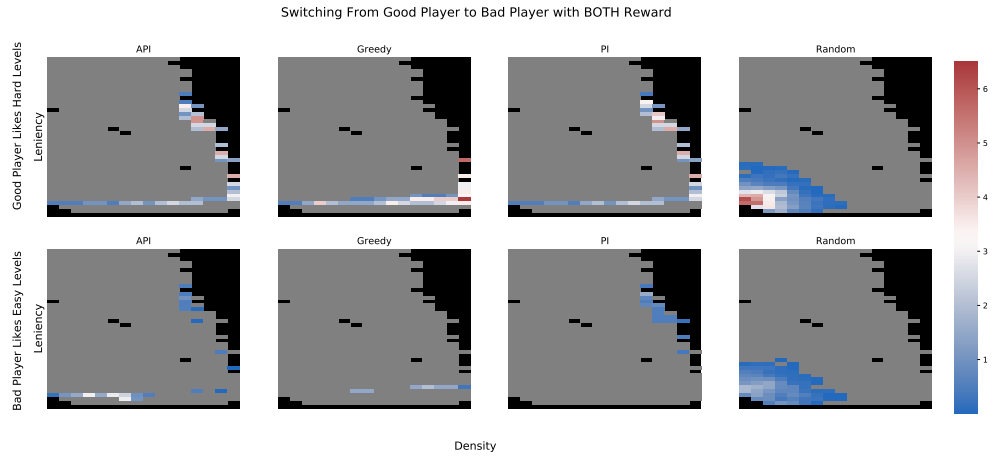 Switching From Good Player to Bad Player with BOTH Reward
API
Greedy
PI
Random
Good Player Likes Hard Levels
Leniency
6
5
4
3
2
1
API
Greedy
PI
Random
Bad Player Likes Easy Levels
Leniency
Density